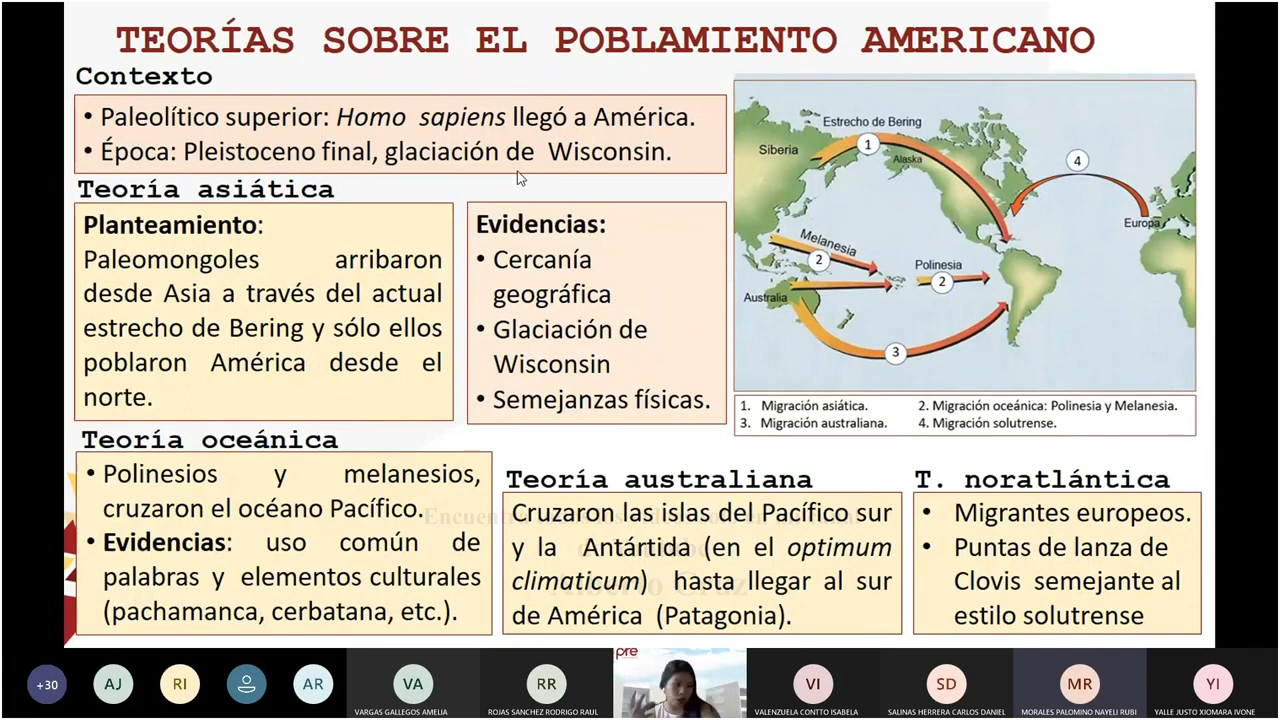 TEORÍAS SOBRE EL POBLAMIENTO AMERICANO
Contexto
• Paleolítico superior: Homo sapiens llegó a América.
• Época: Pleistoceno final, glaciación de Wisconsin.
Teoría asiática
Planteamiento:
Paleomongoles arribaron
desde Asia a través del actual
estrecho de Bering y sólo ellos
poblaron América desde el
norte.
Evidencias:
• Cercanía
geográfica
• Glaciación de
Wisconsin
• Semejanzas físicas.
Estrecho de Bering
1
Siberia
Alaska
4
Europa
Melanesia
2
Polinesia
2
Australia
3
1. Migración asiática.
2. Migración oceánica: Polinesia y Melanesia.
3. Migración australiana.
4. Migración solutrense.
Teoría oceánica
• Polinesios y melanesios,
cruzaron el océano Pacífico.
• Evidencias: uso común de
palabras y elementos culturales
(pachamanca, cerbatana, etc.).
Teoría australiana
Cruzaron las islas del Pacífico sur
y la Antártida (en el optimum
climaticum) hasta llegar al sur
de América (Patagonia).
T. noratlántica
• Migrantes europeos.
• Puntas de lanza de
Clovis semejante al
estilo solutrense
+30
AJ
RI
AR
VA
VARGAS GALLEGOS AMELIA
RR
ROJAS SANCHEZ RODRIGO RAUL
pre
VI
VALENZUELA CONTTO ISABELA
SD
SALINAS HERRERA CARLOS DANIEL
MR
MORALES PALOMINO NAYELI RUBI
YI
YALLE JUSTO XIOMARA IVONE